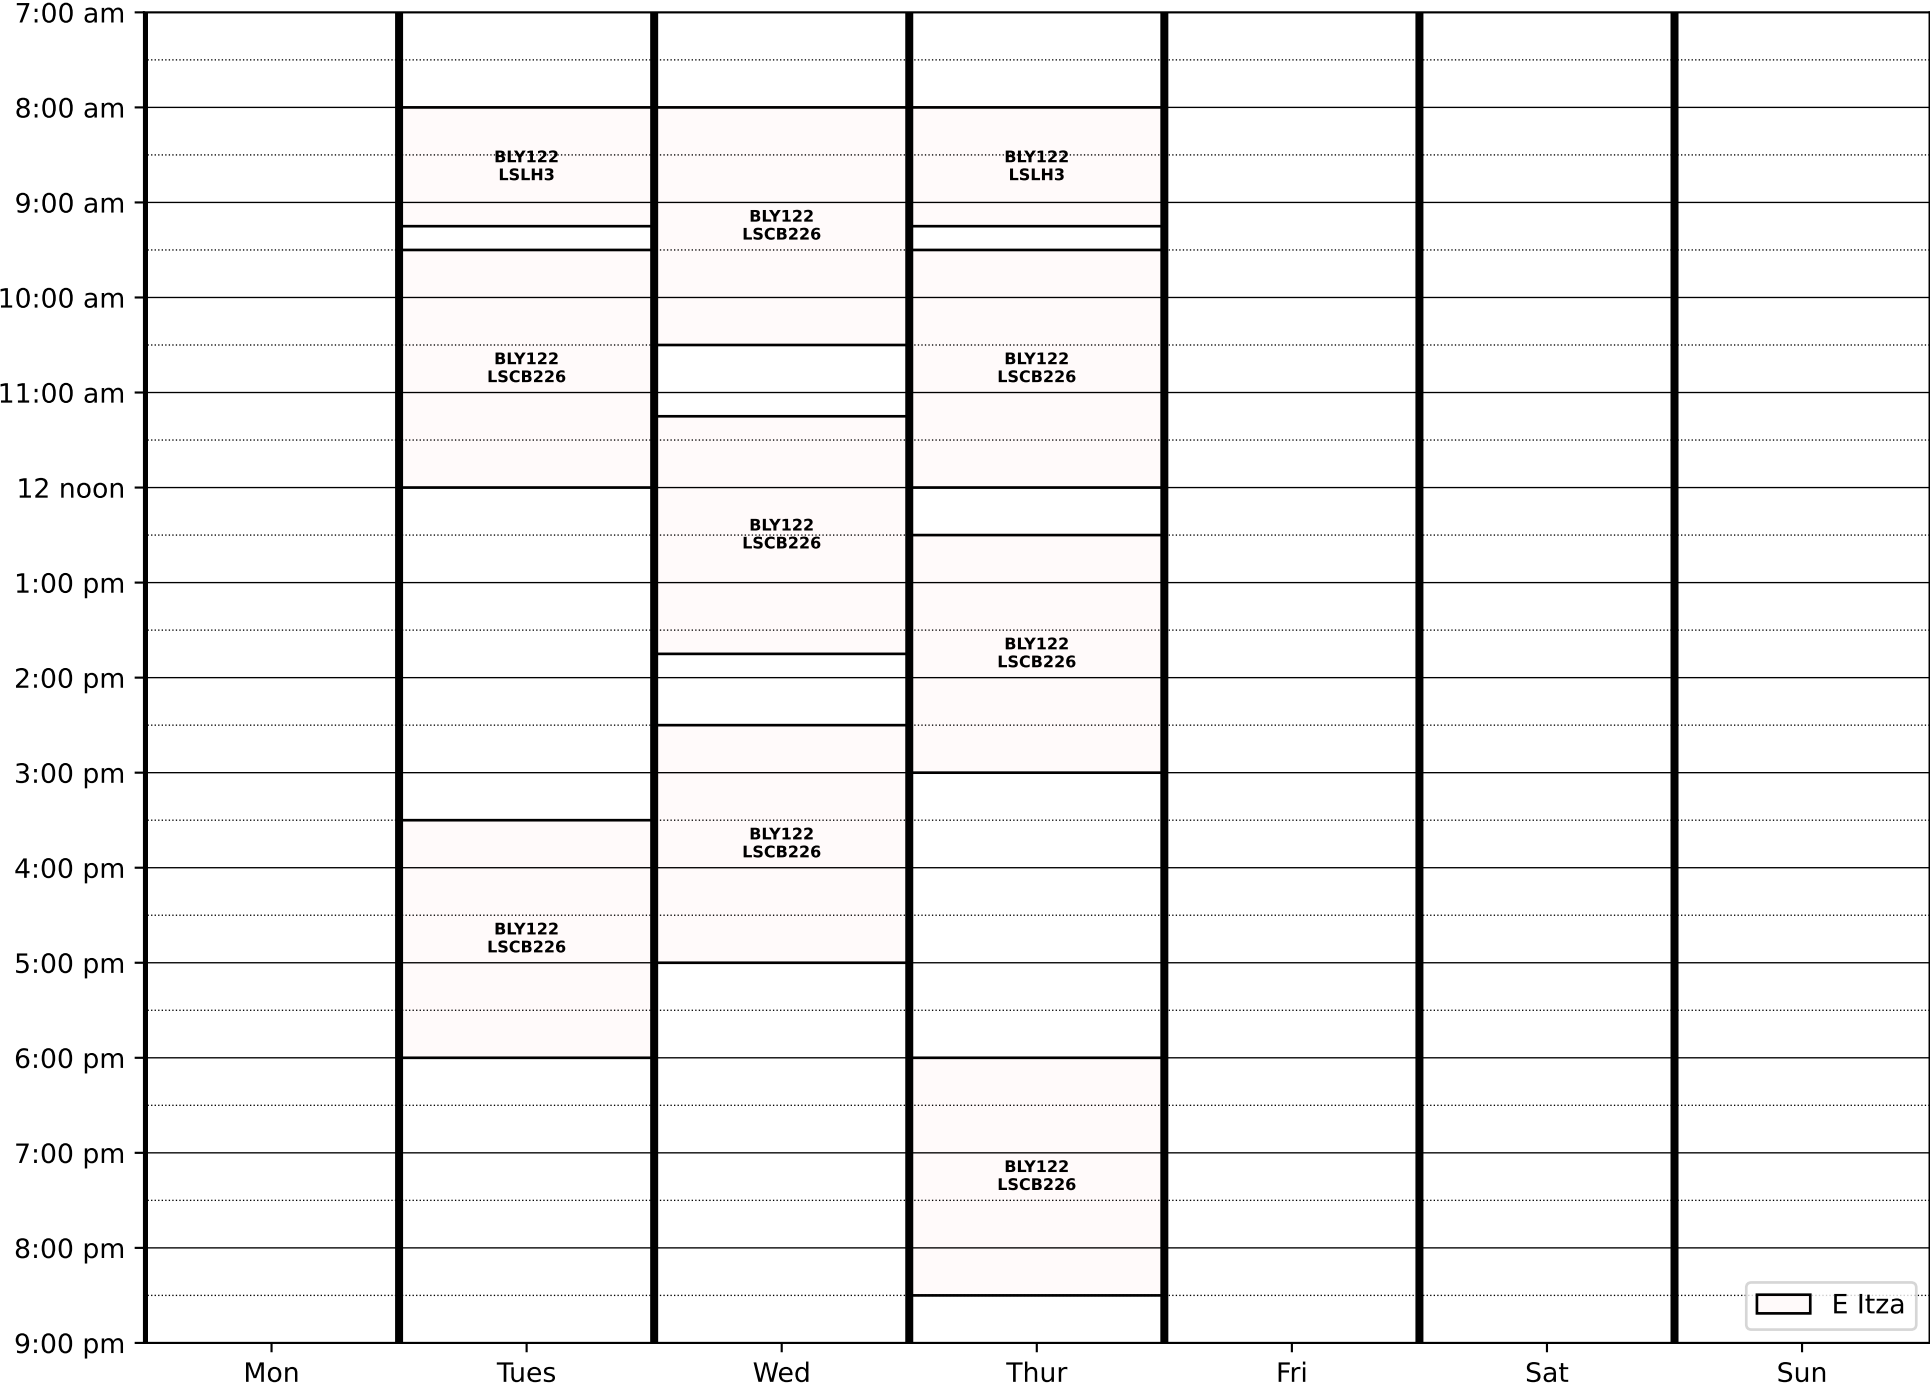 7:00 am
8:00 am
BLY122
LSLH3
BLY122
LSLH3
9:00 am
BLY122
LSCB226
10:00 am
BLY122
LSCB226
BLY122
LSCB226
11:00 am
12 noon
BLY122
LSCB226
1:00 pm
BLY122
LSCB226
2:00 pm
3:00 pm
BLY122
LSCB226
4:00 pm
BLY122
LSCB226
5:00 pm
6:00 pm
7:00 pm
BLY122
LSCB226
8:00 pm
E Itza
9:00 pm
Mon Tues Wed Thur Fri Sat Sun